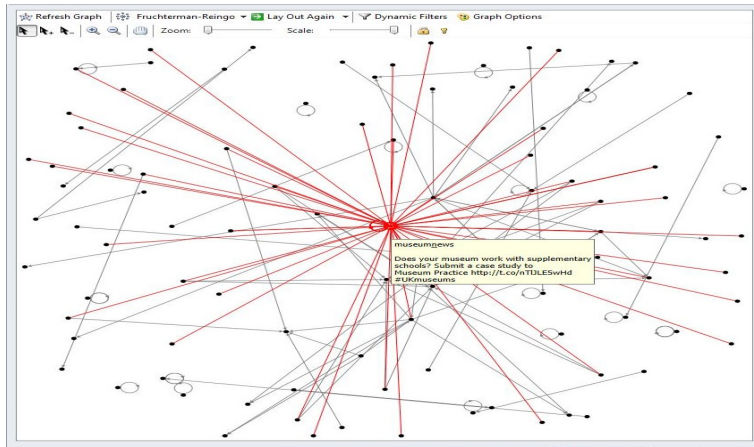 Refresh Graph Fruchterman-Reingo Lay Out Again Dynamic Filters Graph Options
Zoom: Scale:
museumnews
Does your museum work with supplementary
schools? Submit a case study to
Museum Practice http://t.co/nTIJLE5wHd
#UKmuseums